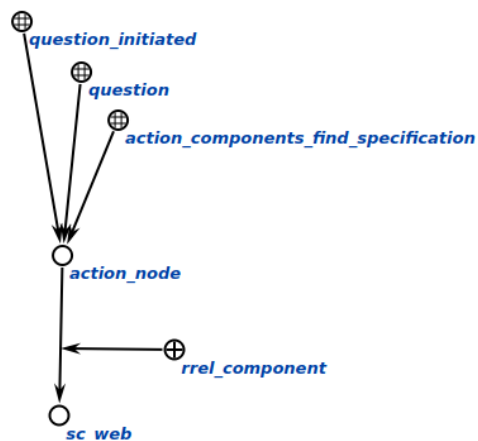 question_initiated
question
action_components_find_specification
action_node
rrel_component
sc_web